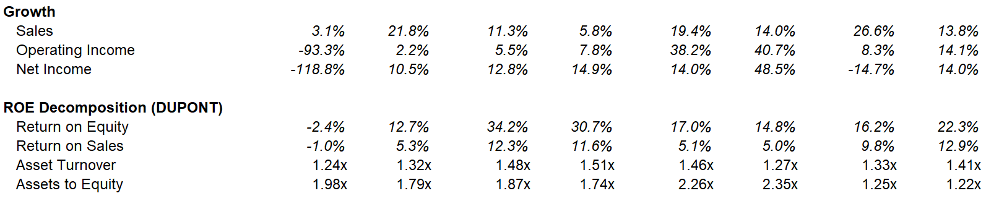 Growth
Sales 3.1% 21.8% 11.3% 5.8% 19.4% 14.0% 26.6% 13.8%
Operating Income -93.3% 2.2% 5.5% 7.8% 38.2% 40.7% 8.3% 14.1%
Net Income -118.8% 10.5% 12.8% 14.9% 14.0% 48.5% -14.7% 14.0%
ROE Decomposition (DUPONT)
Return on Equity -2.4% 12.7% 34.2% 30.7% 17.0% 14.8% 16.2% 22.3%
Return on Sales -1.0% 5.3% 12.3% 11.6% 5.1% 5.0% 9.8% 12.9%
Asset Turnover 1.24x 1.32x 1.48x 1.51x 1.46x 1.27x 1.33x 1.41x
Assets to Equity 1.98x 1.79x 1.87x 1.74x 2.26x 2.35x 1.25x 1.22x